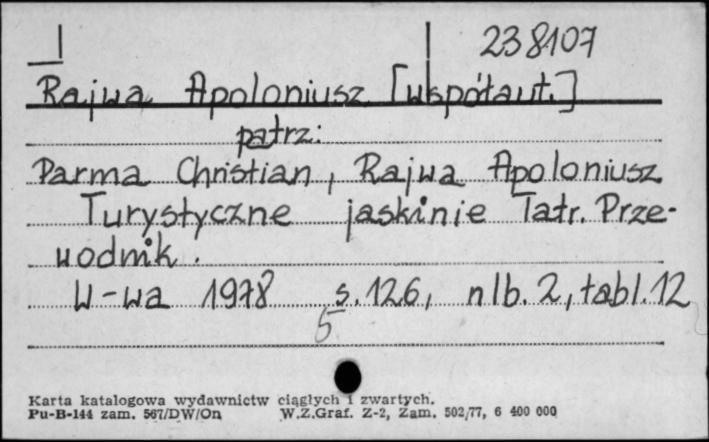 238107
Rajwa Apoloniusz [współaut.]
patrz:
Parma Christian, Rajwa Apoloniusz
Turystyczne jaskinie Tatr. Prze-
wodnik.
W-wa 1978 s. 126, nlb. 2, tabl. 12
5
Karta katalogowa wydawnictw ciągłych i zwartych.
Pu-B-144 zam. 567/DW/On W.Z.Graf. Z-2, Zam. 502/77, 6 400 000